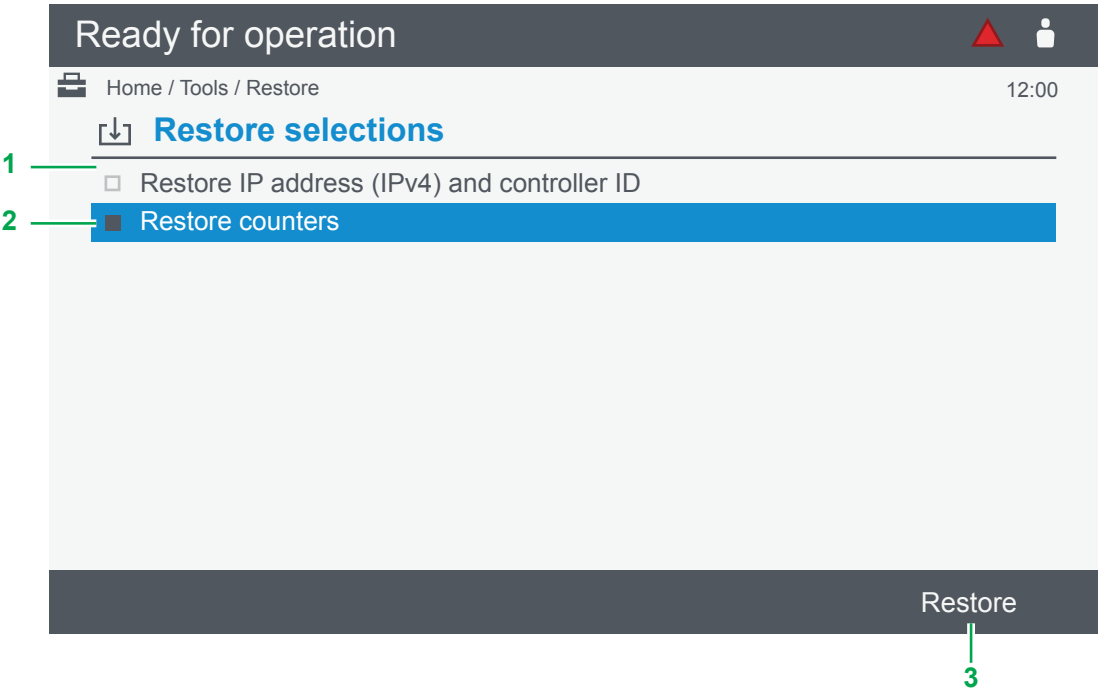 Ready for operation
Home / Tools / Restore
12:00
Restore selections
1
Restore IP address (IPv4) and controller ID
2
Restore counters
Restore
3